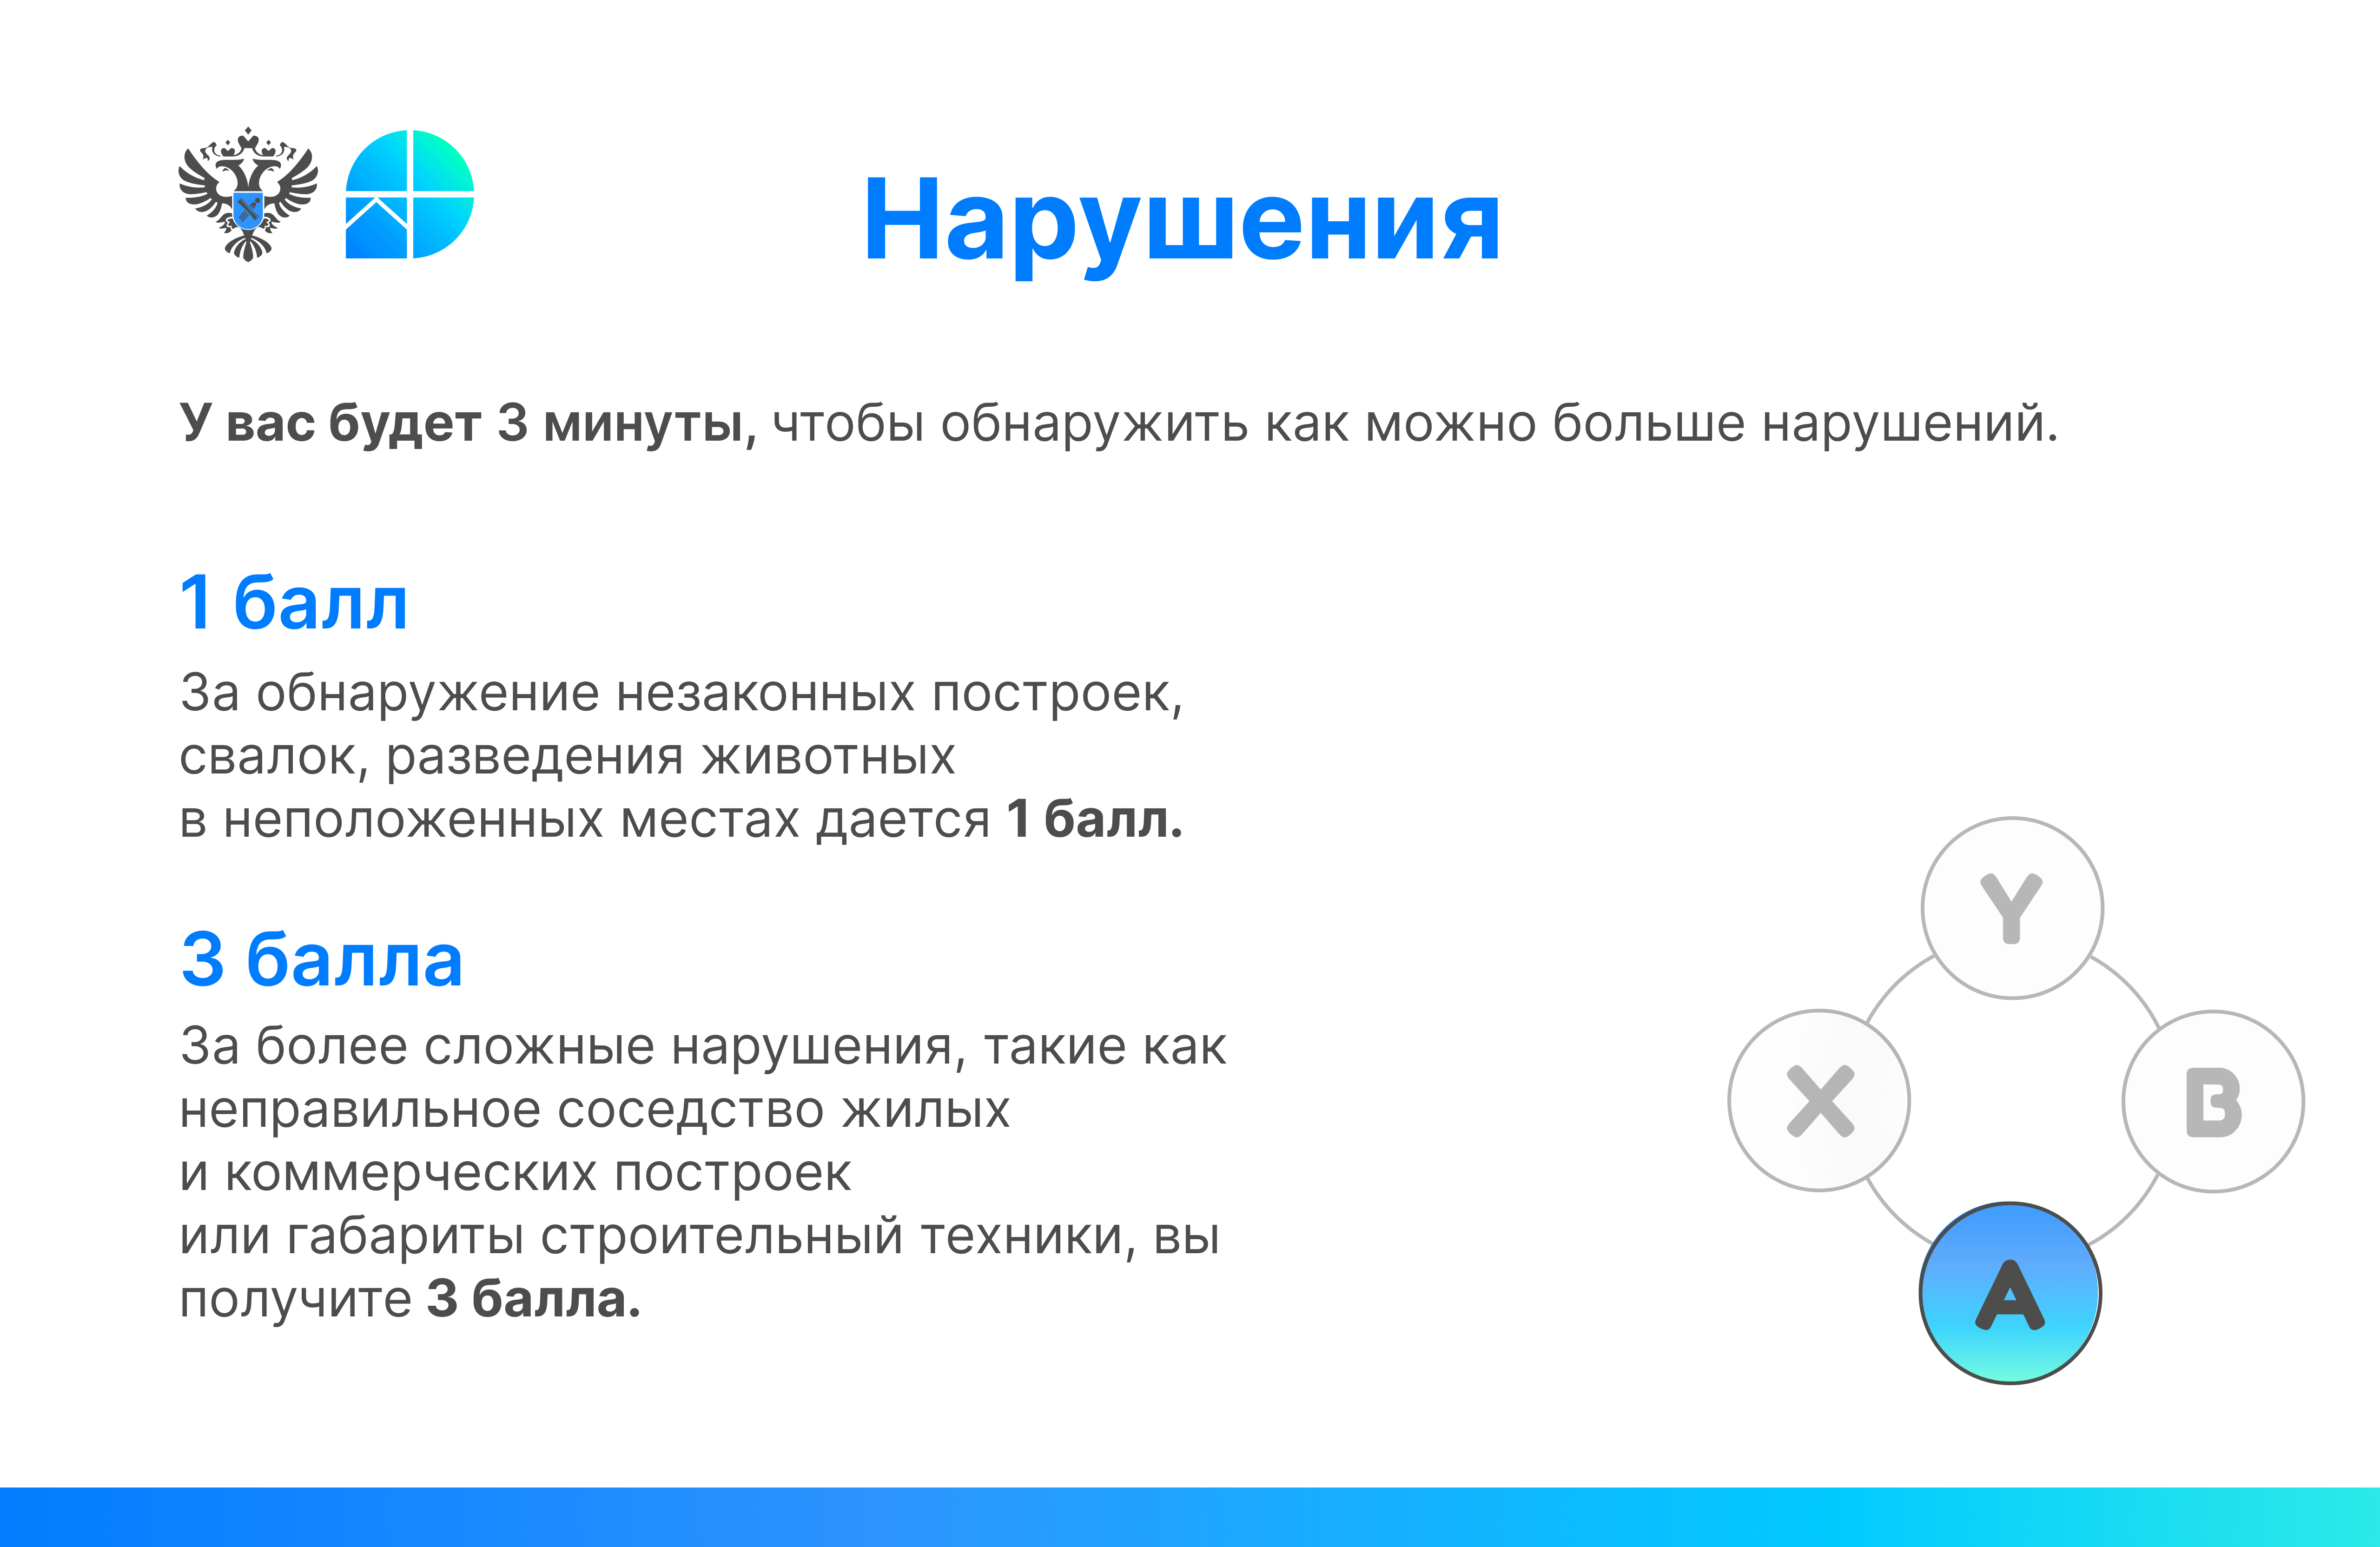 Нарушения
У вас будет 3 минуты, чтобы обнаружить как можно больше нарушений.
1 балл
За обнаружение незаконных построек,
свалок, разведения животных
в неположенных местах дается 1 балл.
3 балла
За более сложные нарушения, такие как
неправильное соседство жилых
и коммерческих построек
или габариты строительный техники, вы
получите 3 балла.
Y
X
B
A